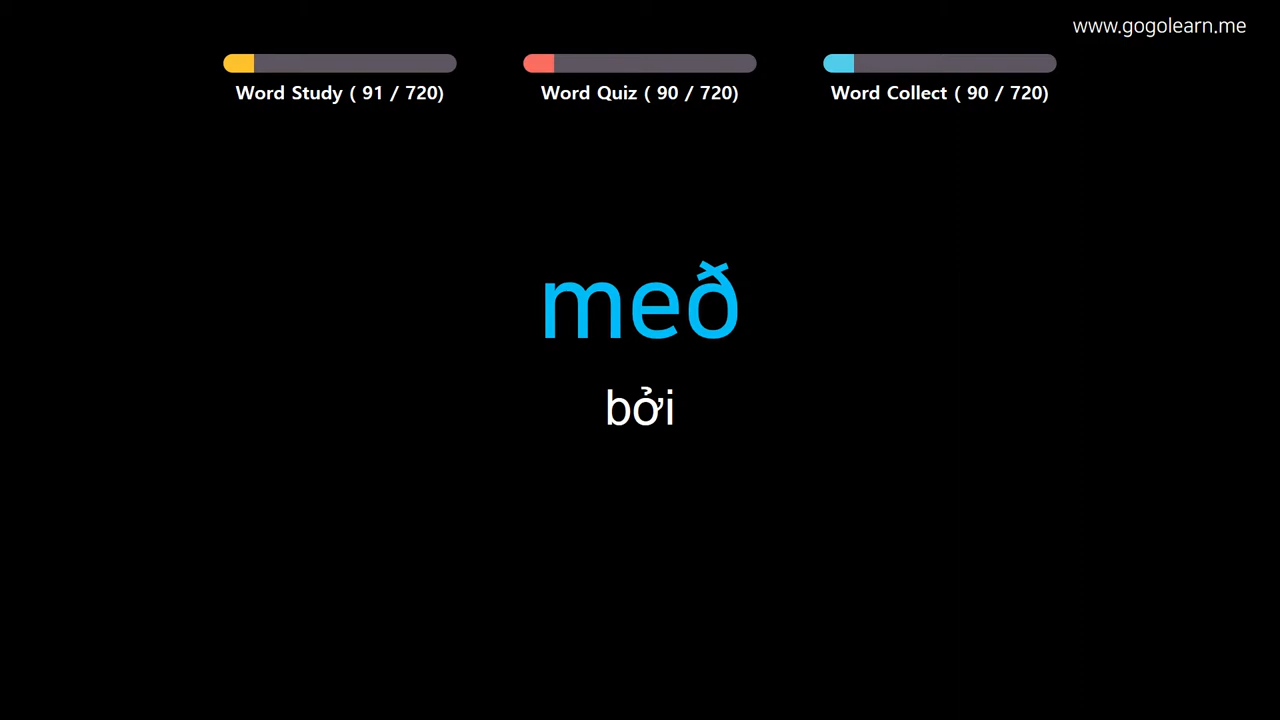 www.gogolearn.me
Word Study ( 91 / 720)
Word Quiz ( 90 / 720)
Word Collect ( 90 / 720)
með
bởi